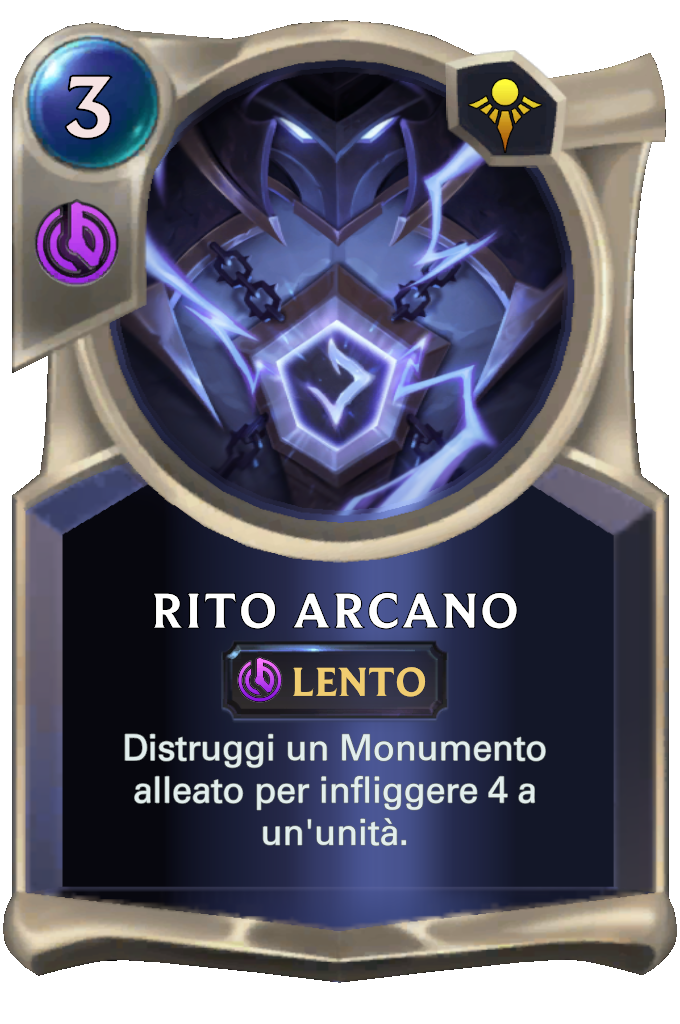 3
RITO ARCANO
LENTO
Distruggi un Monumento
alleato per infliggere 4 a
un'unità.